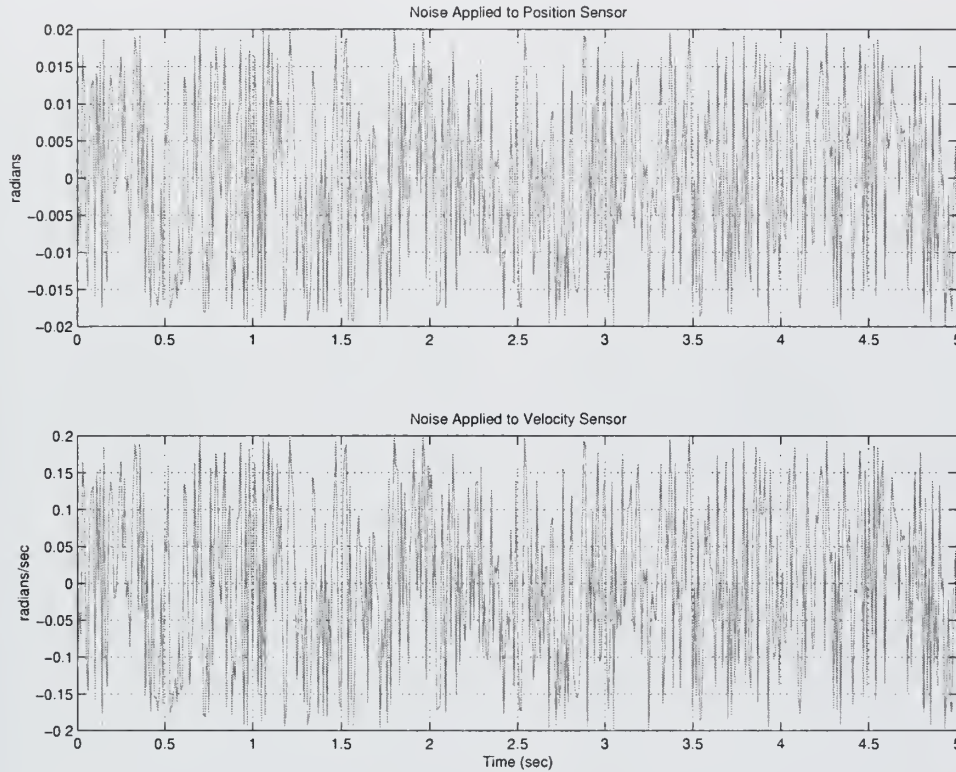 Noise Applied to Position Sensor
0.02
0.015
0.01
0.005
0
−0.005
−0.01
−0.015
−0.02
radians
0 0.5 1 1.5 2 2.5 3 3.5 4 4.5 5
Noise Applied to Velocity Sensor
0.2
0.15
0.1
0.05
0
−0.05
−0.1
−0.15
−0.2
radians/sec
0 0.5 1 1.5 2 2.5 3 3.5 4 4.5 5
Time (sec)